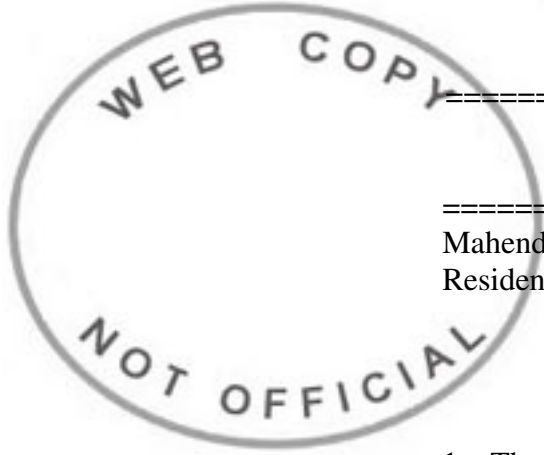 WEB COPY
=======
=======
Mahend
Residen
NOT OFFICIAL